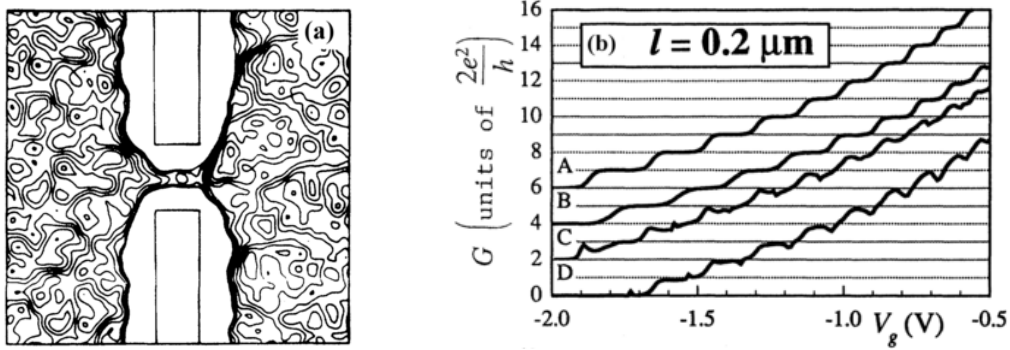 (a)
G (units of 2e²/h)
16
14
12
10
8
6
4
2
0
(b) l = 0.2 μm
A
B
C
D
-2.0 -1.5 -1.0 -0.5
V_g (V)